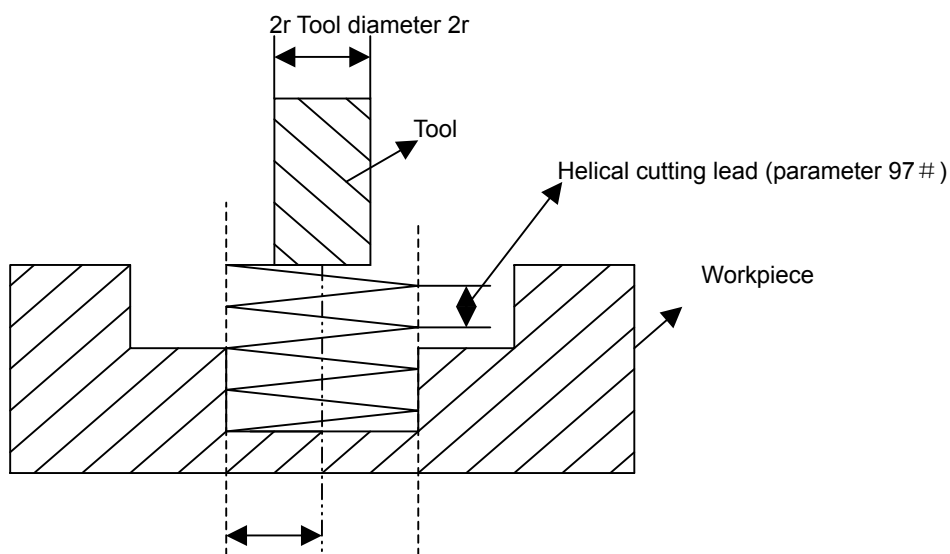 2r Tool diameter 2r
Tool
Helical cutting lead (parameter 97＃)
Workpiece